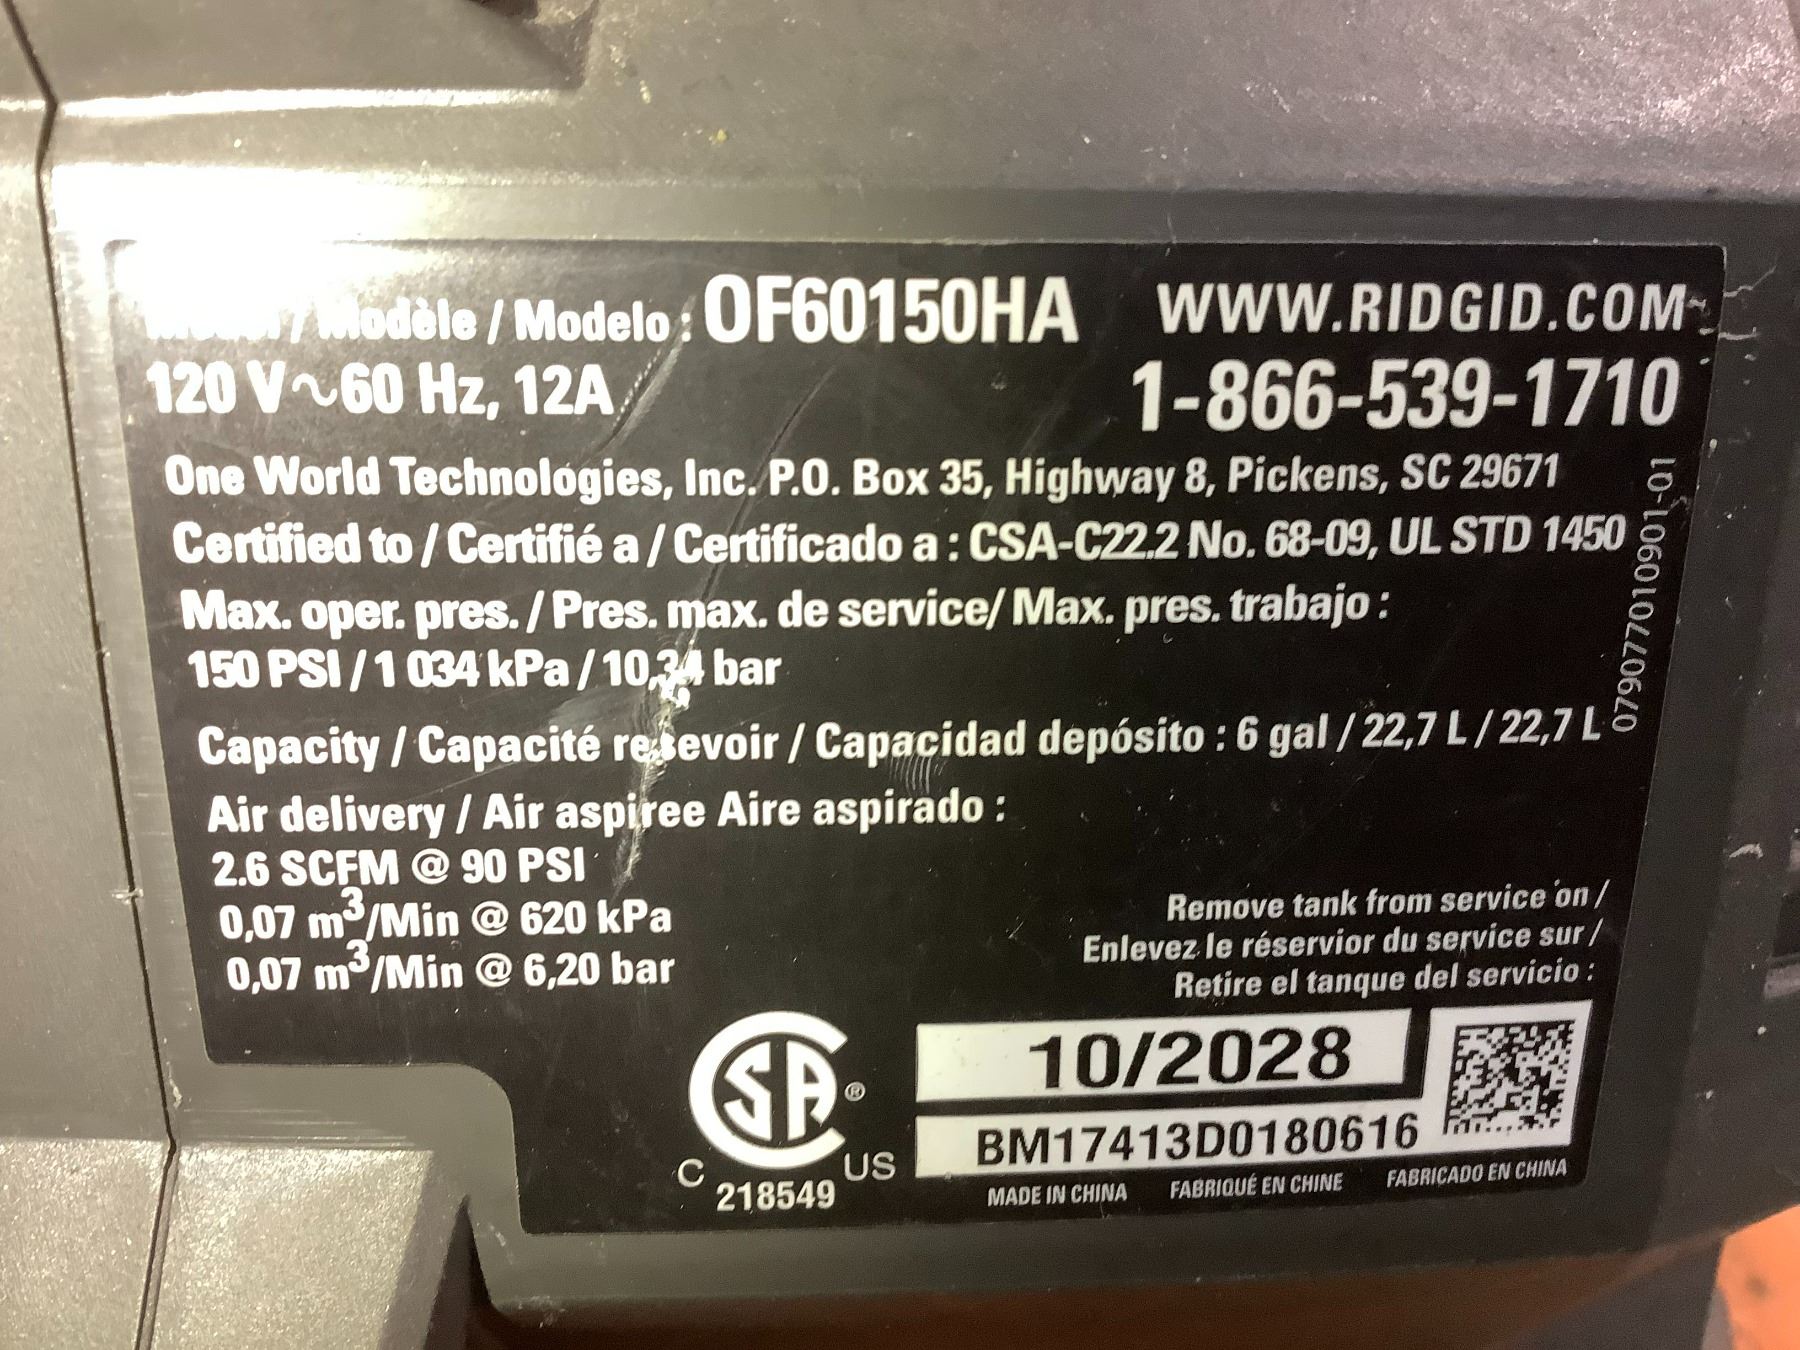 / Modèle / Modelo : OF60150HA
WWW.RIDGID.COM
120 V~60 Hz, 12A
1-866-539-1710
One World Technologies, Inc. P.O. Box 35, Highway 8, Pickens, SC 29671
Certified to / Certifié a / Certificado a : CSA-C22.2 No. 68-09, UL STD 1450
Max. oper. pres. / Pres. max. de service/ Max. pres. trabajo :
150 PSI / 1 034 kPa / 10,34 bar
Capacity / Capacité resevoir / Capacidad depósito : 6 gal / 22,7 L / 22,7 L
079077010901-01
Air delivery / Air aspiree Aire aspirado :
2.6 SCFM @ 90 PSI
0,07 m³/Min @ 620 kPa
0,07 m³/Min @ 6,20 bar
Remove tank from service on /
Enlevez le réservior du service sur /
Retire el tanque del servicio :
10/2028
BM17413D0180616
MADE IN CHINA FABRIQUÉ EN CHINE FABRICADO EN CHINA
SA ®
C US
218549